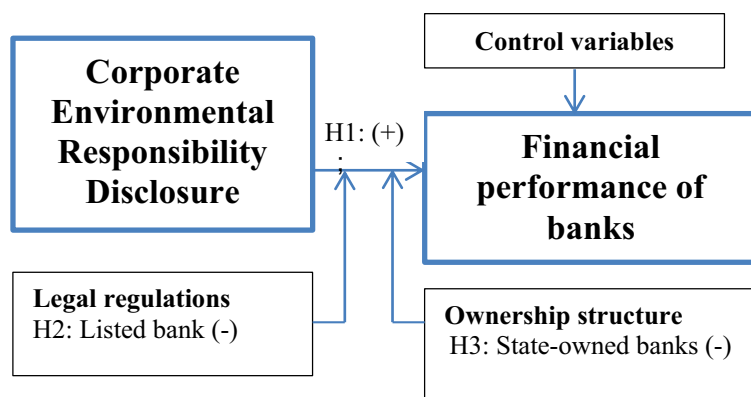 Control variables
Corporate
Environmental
Responsibility
Disclosure
H1: (+)
;
Financial
performance of
banks
Legal regulations
H2: Listed bank (-)
Ownership structure
H3: State-owned banks (-)